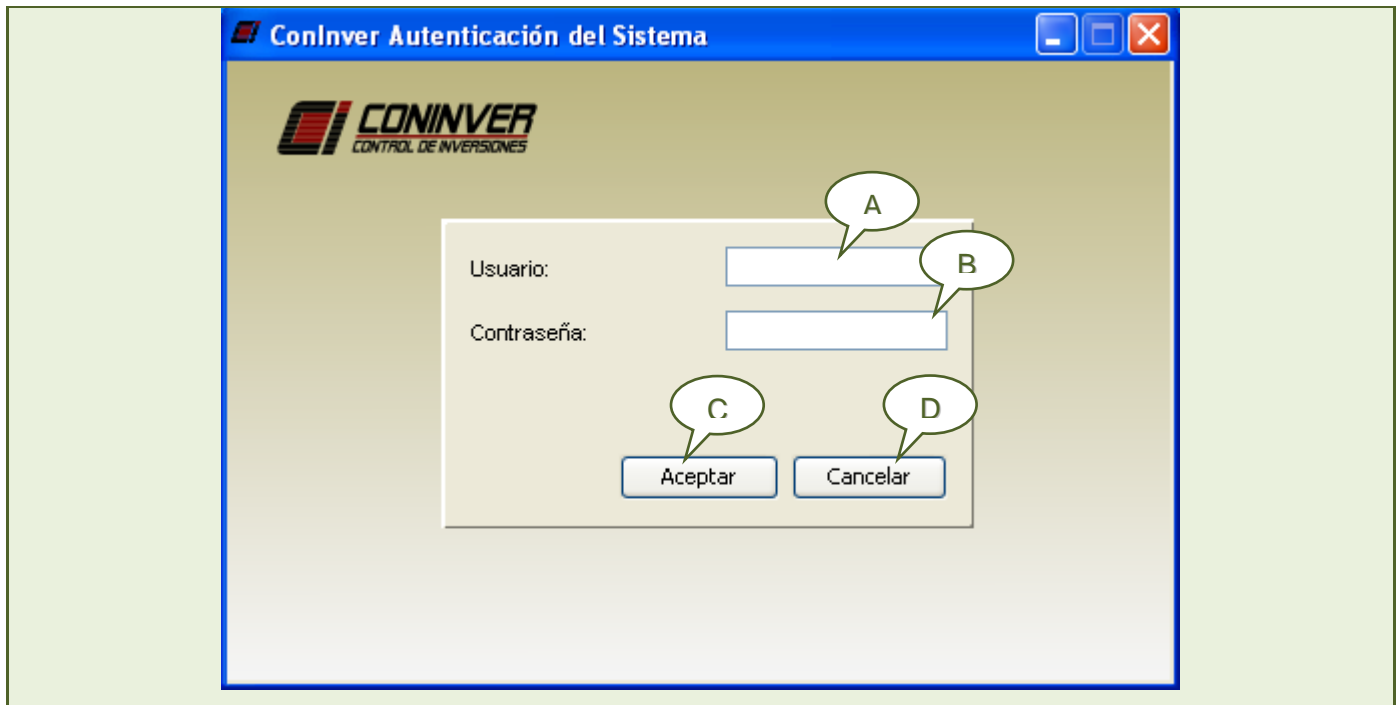 ConInver Autenticación del Sistema
CONINVER
CONTROL DE INVERSIONES
A
Usuario:
B
Contraseña:
C
D
Aceptar
Cancelar